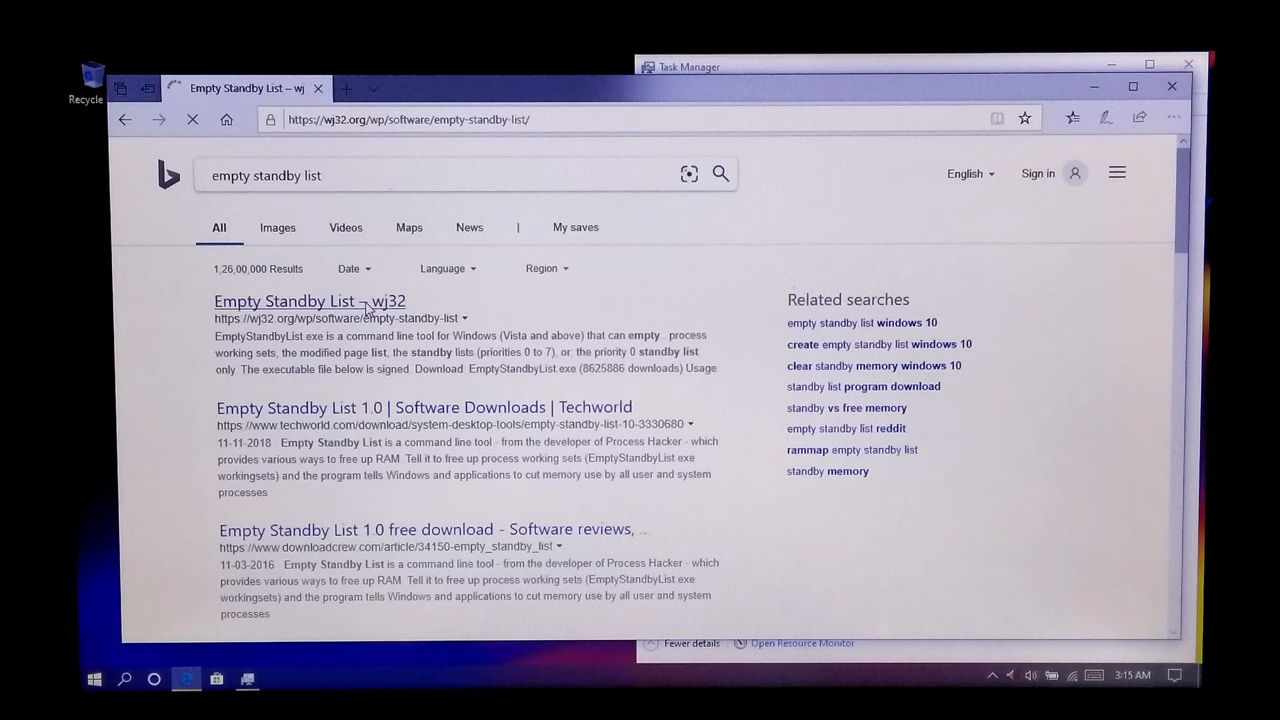 Task Manager
Recycle
Empty Standby List – wj
https://wj32.org/wp/software/empty-standby-list/
empty standby list
English
Sign in
All
Images
Videos
Maps
News
|
My saves
1,26,00,000 Results
Date
Language
Region
Empty Standby List – wj32
https://wj32.org/wp/software/empty-standby-list
EmptyStandbyList.exe is a command line tool for Windows (Vista and above) that can empty process
working sets, the modified page list, the standby lists (priorities 0 to 7), or the priority 0 standby list
only. The executable file below is signed. Download EmptyStandbyList.exe (8625886 downloads) Usage
Empty Standby List 1.0 | Software Downloads | Techworld
https://www.techworld.com/download/system-desktop-tools/empty-standby-list-10-3330680
11-11-2018 Empty Standby List is a command line tool - from the developer of Process Hacker - which
provides various ways to free up RAM. Tell it to free up process working sets (EmptyStandbyList.exe
workingsets) and the program tells Windows and applications to cut memory use by all user and system
processes
Empty Standby List 1.0 free download - Software reviews, ...
https://www.downloadcrew.com/article/34150-empty_standby_list
11-03-2016 Empty Standby List is a command line tool - from the developer of Process Hacker - which
provides various ways to free up RAM. Tell it to free up process working sets (EmptyStandbyList.exe
workingsets) and the program tells Windows and applications to cut memory use by all user and system
processes
Related searches
empty standby list windows 10
create empty standby list windows 10
clear standby memory windows 10
standby list program download
standby vs free memory
empty standby list reddit
rammap empty standby list
standby memory
Fewer details
Open Resource Monitor
3:15 AM